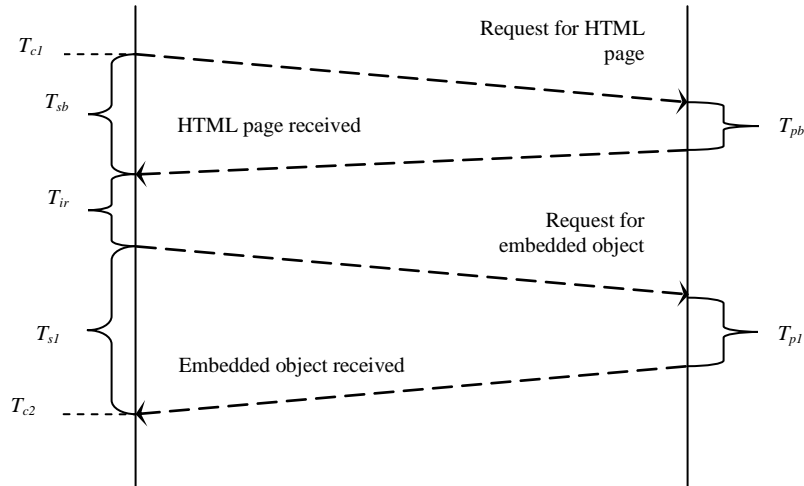 Request for HTML
page
T_c1
T_sb
HTML page received
T_pb
T_ir
Request for
embedded object
T_s1
T_p1
Embedded object received
T_c2